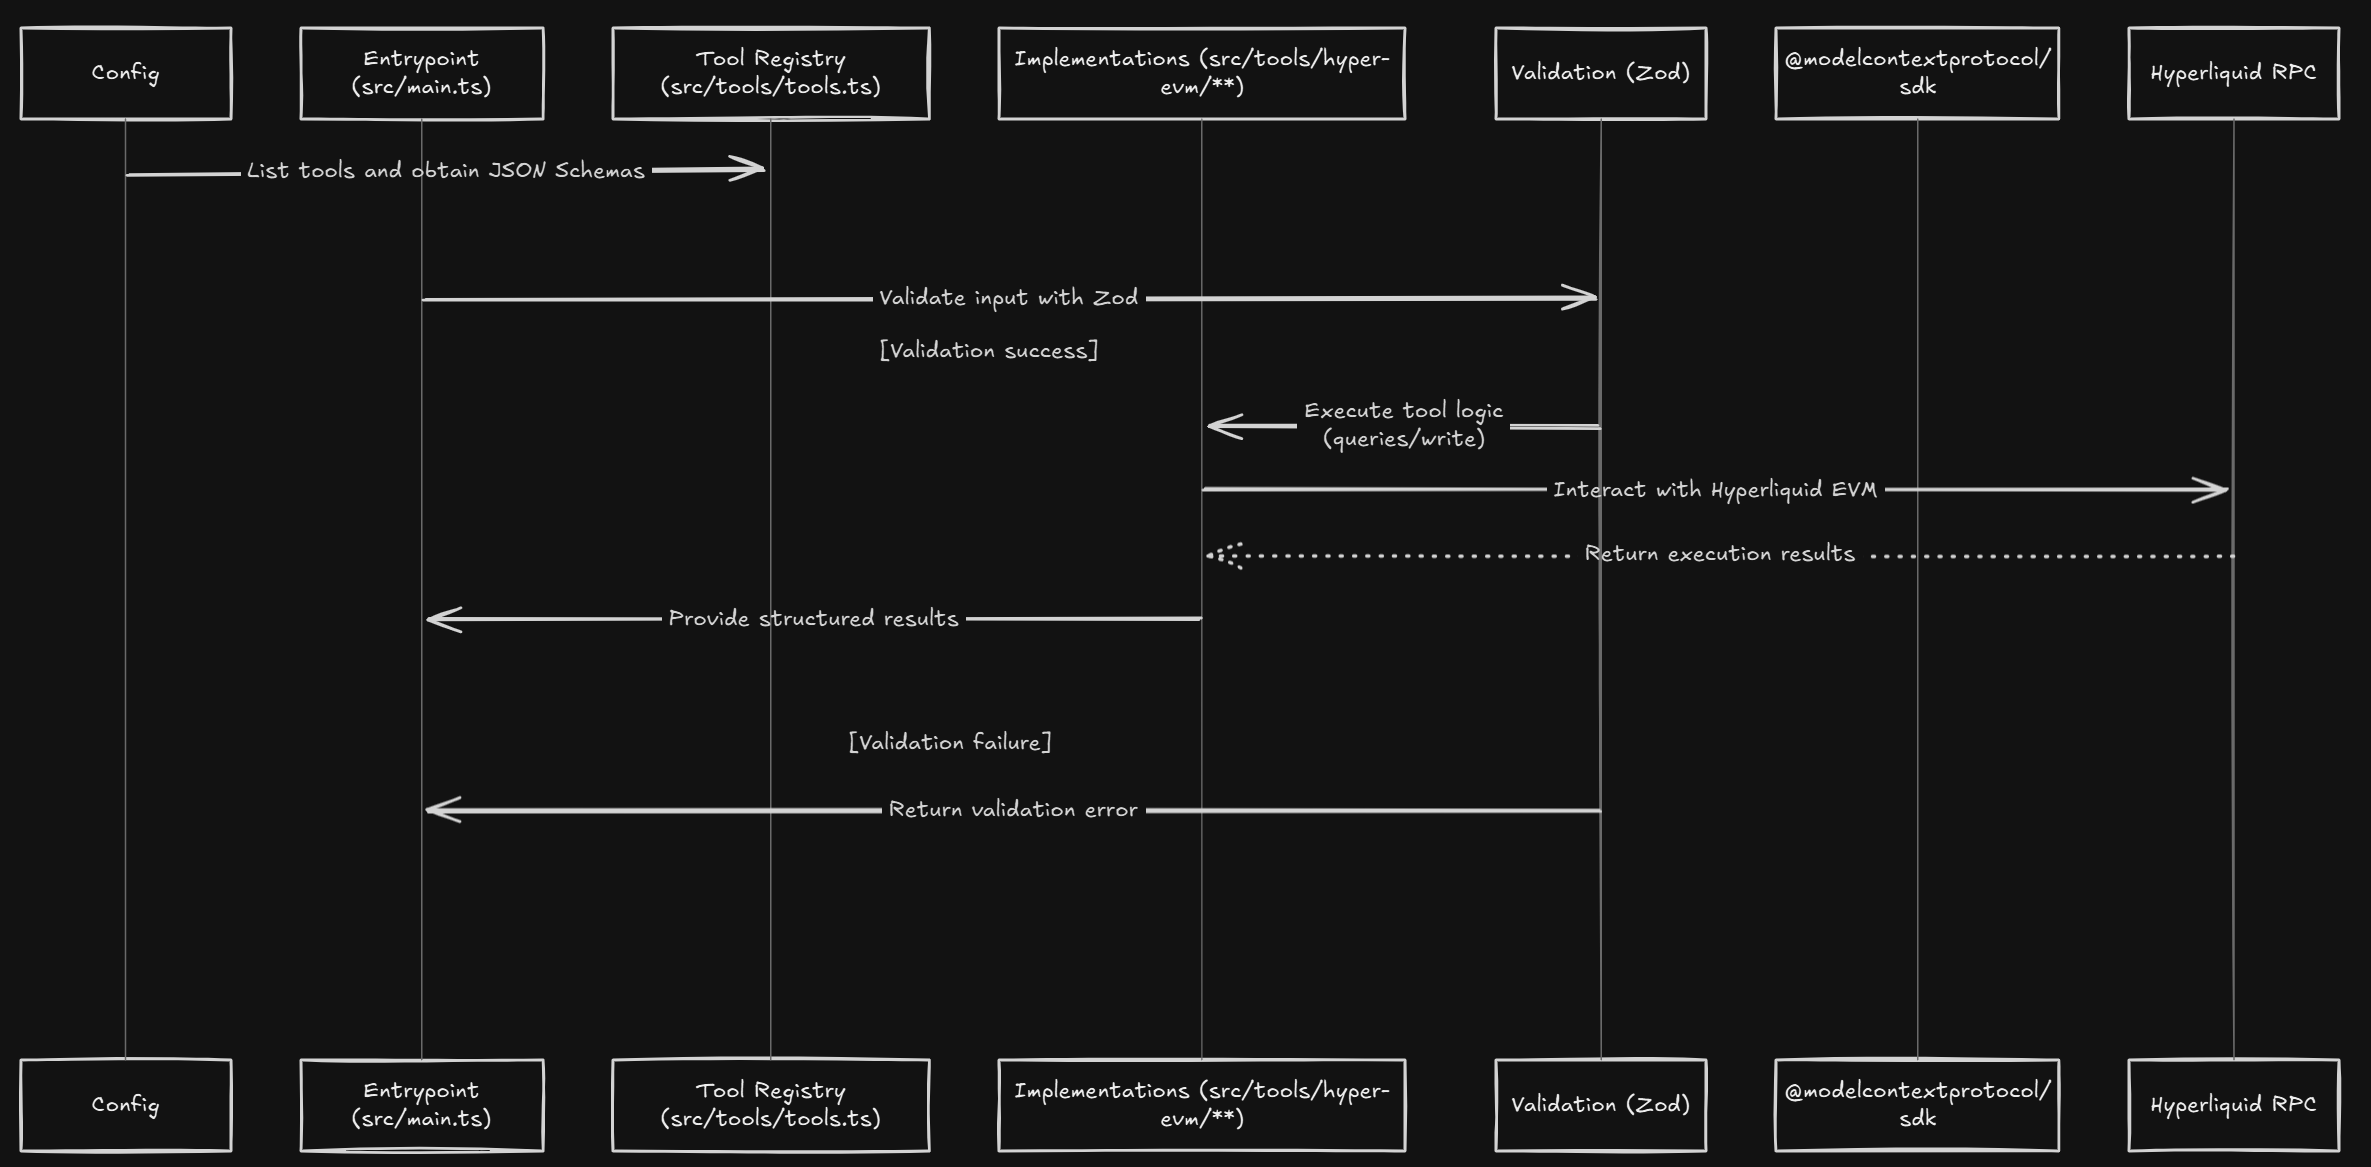 Config
Entrypoint
(src/main.ts)
Tool Registry
(src/tools/tools.ts)
Implementations (src/tools/hyper-
evm/**)
Validation (Zod)
@modelcontextprotocol/
sdk
Hyperliquid RPC
List tools and obtain JSON Schemas
Validate input with Zod
[Validation success]
Execute tool logic
(queries/write)
Interact with Hyperliquid EVM
Return execution results
Provide structured results
[Validation failure]
Return validation error
Config
Entrypoint
(src/main.ts)
Tool Registry
(src/tools/tools.ts)
Implementations (src/tools/hyper-
evm/**)
Validation (Zod)
@modelcontextprotocol/
sdk
Hyperliquid RPC